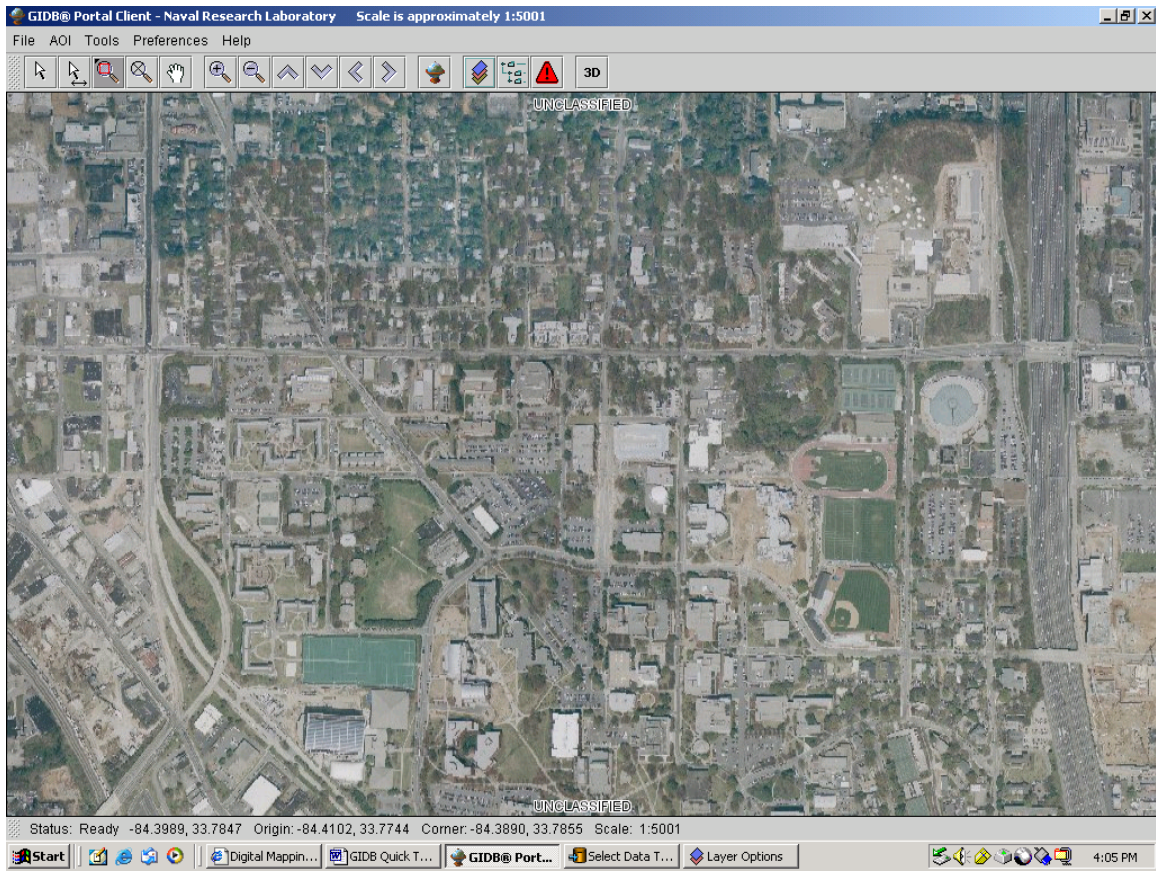 GIDB® Portal Client - Naval Research Laboratory Scale is approximately 1:5001
File AOI Tools Preferences Help
3D
UNCLASSIFIED
UNCLASSIFIED
Status: Ready -84.3989, 33.7847 Origin: -84.4102, 33.7744 Corner: -84.3890, 33.7855 Scale: 1:5001
Start Digital Mappin... GIDB Quick T... GIDB® Port... Select Data T... Layer Options 4:05 PM